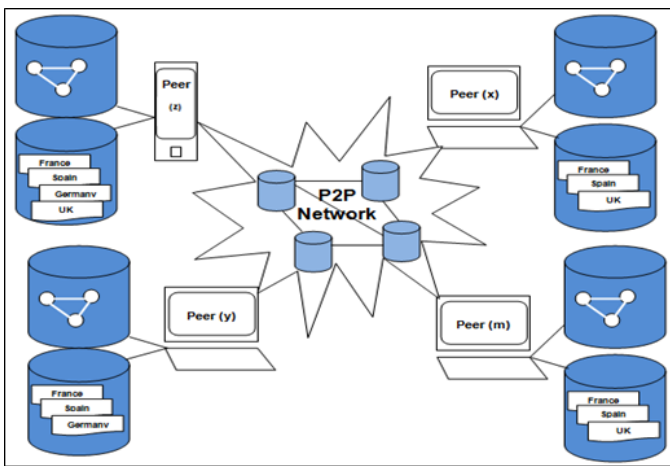 Peer
(z)
France
Spain
Germany
UK
Peer (x)
France
Spain
UK
P2P
Network
Peer (y)
France
Spain
Germany
Peer (m)
France
Spain
UK